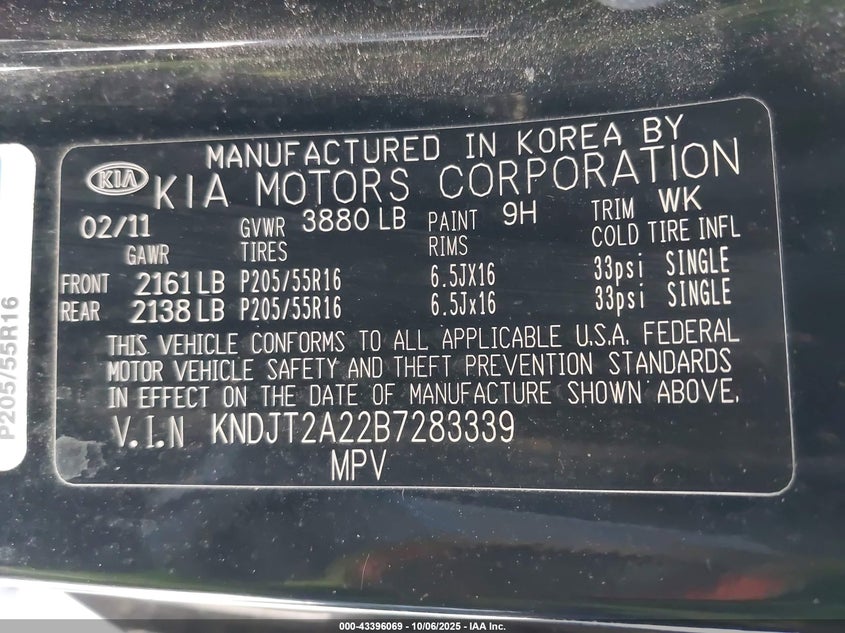 MANUFACTURED IN KOREA BY
KIA KIA MOTORS CORPORATION
02/11 GVWR 3880 LB PAINT 9H TRIM WK
GAWR TIRES RIMS COLD TIRE INFL
FRONT 2161 LB P205/55R16 6.5JX16 33psi SINGLE
REAR 2138 LB P205/55R16 6.5Jx16 33psi SINGLE
THIS VEHICLE CONFORMS TO ALL APPLICABLE U.S.A. FEDERAL
MOTOR VEHICLE SAFETY AND THEFT PREVENTION STANDARDS
IN EFFECT ON THE DATE OF MANUFACTURE SHOWN ABOVE.
V.I.N KNDJT2A22B7283339
MPV
P205/55R16
000-43396069 - 10/06/2025 - IAA Inc.